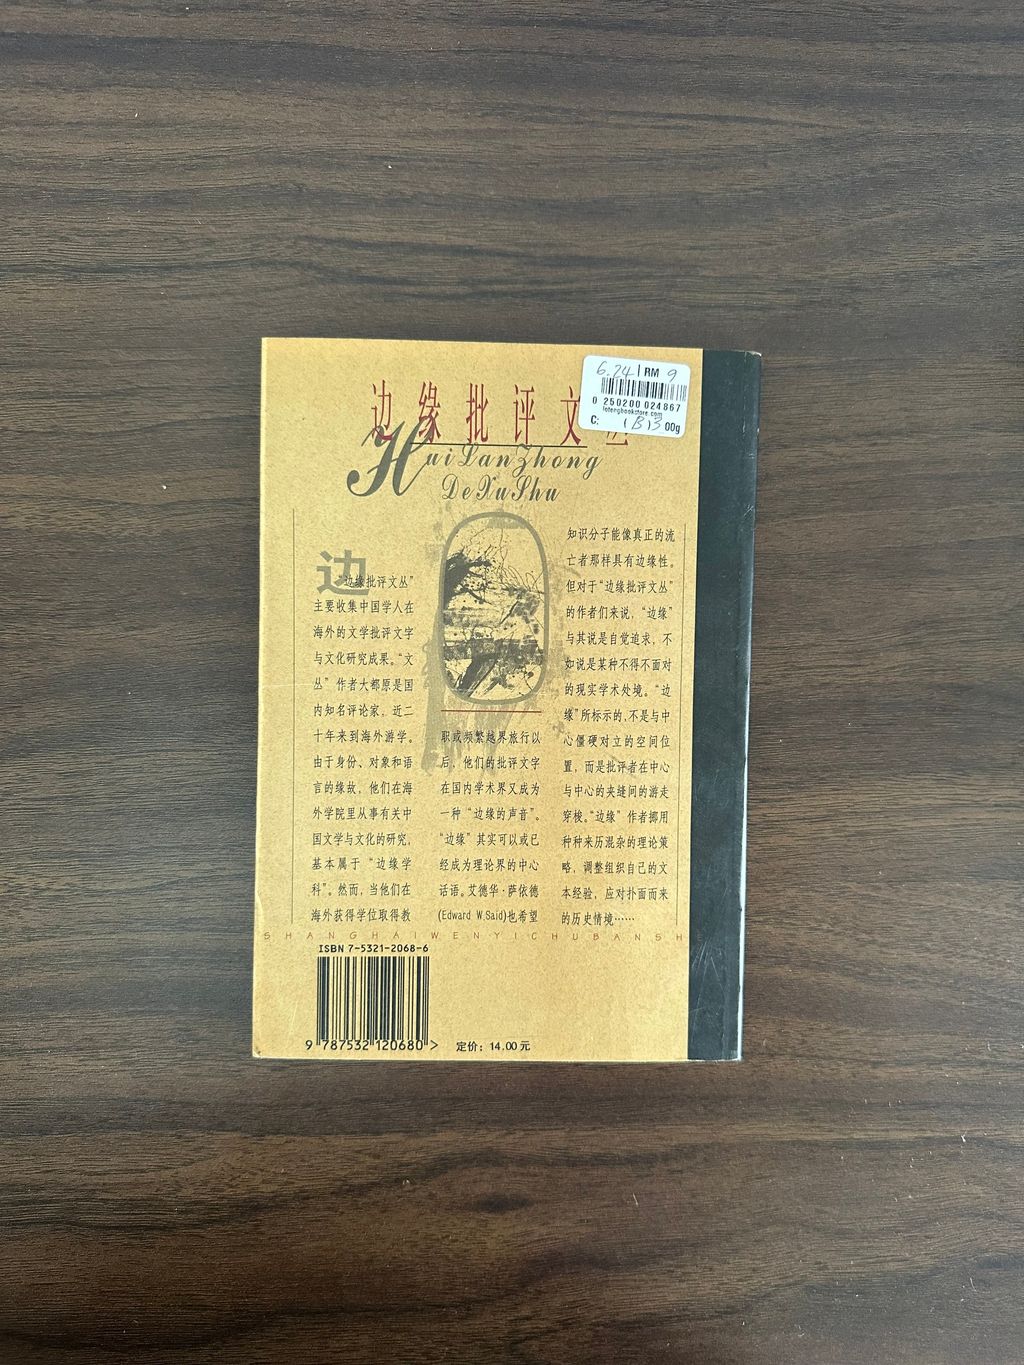 边缘批评文丛
HuiLanZhong
DeXuShu
6.24 RM 9
0 250200 024867
lotengbookstore.com
C: 1B13 00g
边
“边缘批评文丛”
主要收集中国学人在
海外的文学批评文字
与文化研究成果。“文
丛”作者大都原是国
内知名评论家，近二
十年来到海外游学。
由于身份、对象和语
言的缘故，他们在海
外学院里从事有关中
国文学与文化的研究，
基本属于“边缘学
科”。然而，当他们在
海外获得学位取得教
职或频繁越界旅行以
后，他们的批评文字
在国内学术界又成为
一种“边缘的声音”。
“边缘”其实可以或已
经成为理论界的中心
话语。艾德华·萨依德
(Edward W.Said)也希望
知识分子能像真正的流
亡者那样具有边缘性。
但对于“边缘批评文丛”
的作者们来说，“边缘”
与其说是自觉追求，不
如说是某种不得不面对
的现实学术处境。“边
缘”所标示的，不是与中
心僵硬对立的空间位
置，而是批评者在中心
与中心的夹缝间的游走
穿梭。“边缘”作者挪用
种种来历混杂的理论策
略，调整组织自己的文
本经验，应对扑面而来
的历史情境……
SHANGHAIWENYICHUBANSH
ISBN 7-5321-2068-6
9 787532 120680 >
定价：14.00元